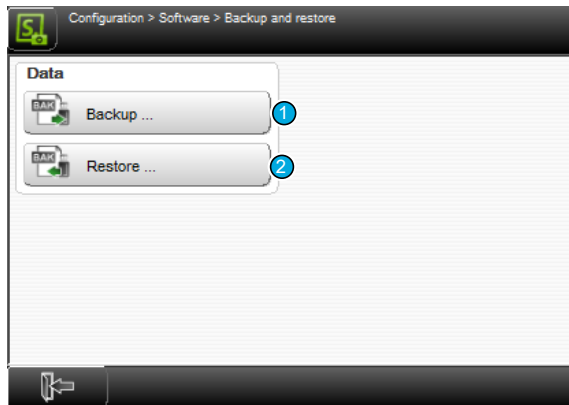 Configuration > Software > Backup and restore
Data
BAK
Backup ...
1
BAK
Restore ...
2